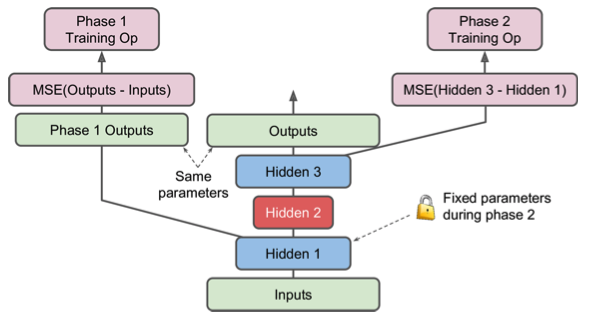 Phase 1
Training Op
Phase 2
Training Op
MSE(Outputs - Inputs)
MSE(Hidden 3 - Hidden 1)
Phase 1 Outputs
Outputs
Same
parameters
Hidden 3
Hidden 2
Fixed parameters
during phase 2
Hidden 1
Inputs